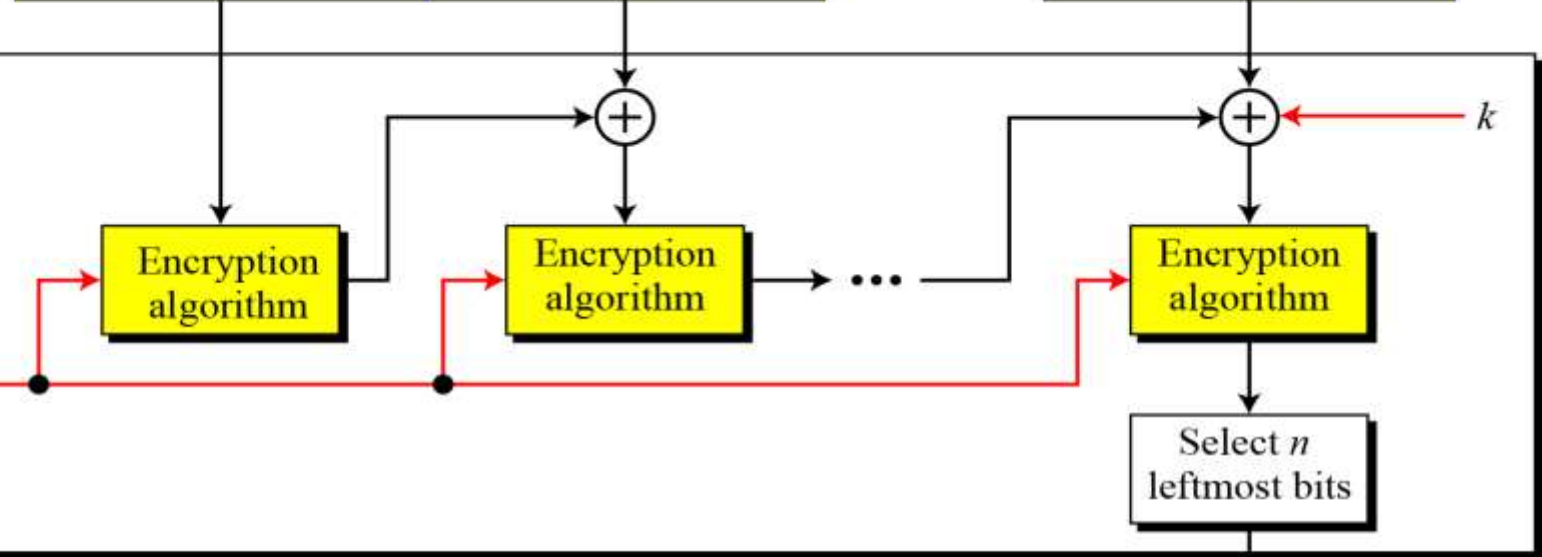 k
Encryption
algorithm
Encryption
algorithm
Encryption
algorithm
Select n
leftmost bits